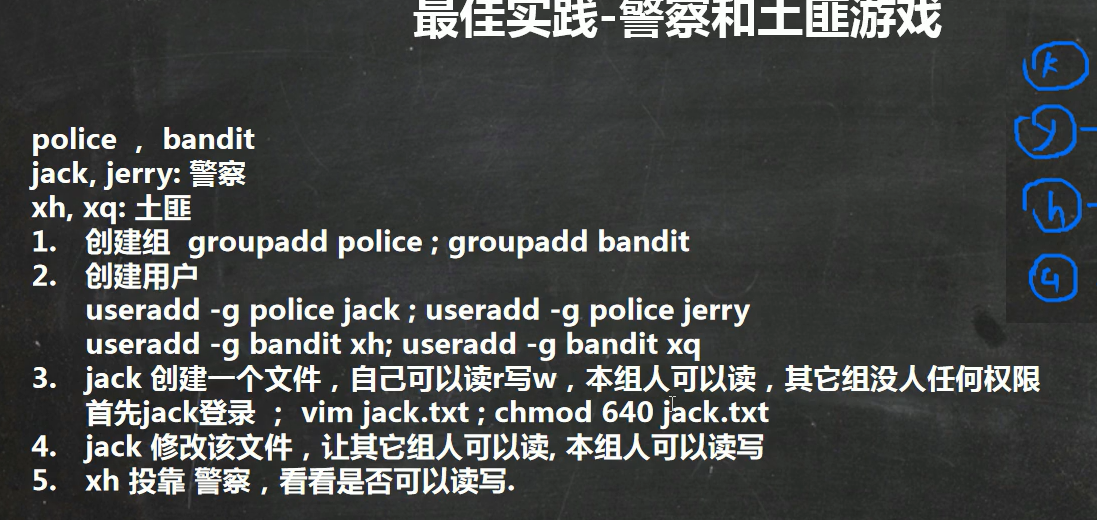 最佳实践-警察和土匪游戏
police ， bandit
jack, jerry: 警察
xh, xq: 土匪
1. 创建组 groupadd police ; groupadd bandit
2. 创建用户
useradd -g police jack ; useradd -g police jerry
useradd -g bandit xh; useradd -g bandit xq
3. jack 创建一个文件，自己可以读r写w，本组人可以读，其它组没人任何权限
首先jack登录 ； vim jack.txt ; chmod 640 jack.txt
4. jack 修改该文件，让其它组人可以读, 本组人可以读写
5. xh 投靠 警察，看看是否可以读写.
k
y
h
q